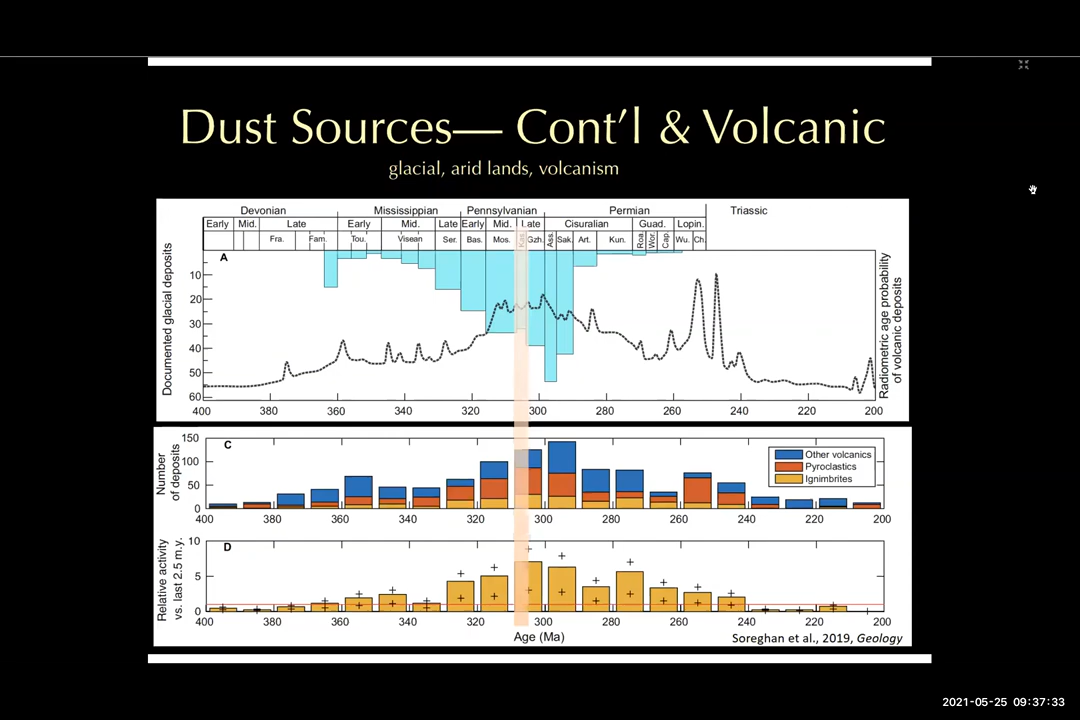 Dust Sources— Cont'l & Volcanic
glacial, arid lands, volcanism
Devonian Mississippian Pennsylvanian Permian Triassic
Early Mid. Late Early Mid. Late Early Mid. Late Cisuralian Guad. Lopin.
Fra. Fam. Tou. Visean Ser. Bas. Mos. Kas. Gzh. Ass. Sak. Art. Kun. Roa. Wor. Cap. Wu. Ch.
A
Documented glacial deposits
10
20
30
40
50
60
Radiometric age probability
of volcanic deposits
400 380 360 340 320 300 280 260 240 220 200
C
Number
of deposits
150
100
50
0
Other volcanics
Pyroclastics
Ignimbrites
400 380 360 340 320 300 280 260 240 220 200
D
Relative activity
vs. last 2.5 m.y.
10
5
0
400 380 360 340 320 300 280 260 240 220 200
Age (Ma)
Soreghan et al., 2019, Geology
2021-05-25 09:37:33